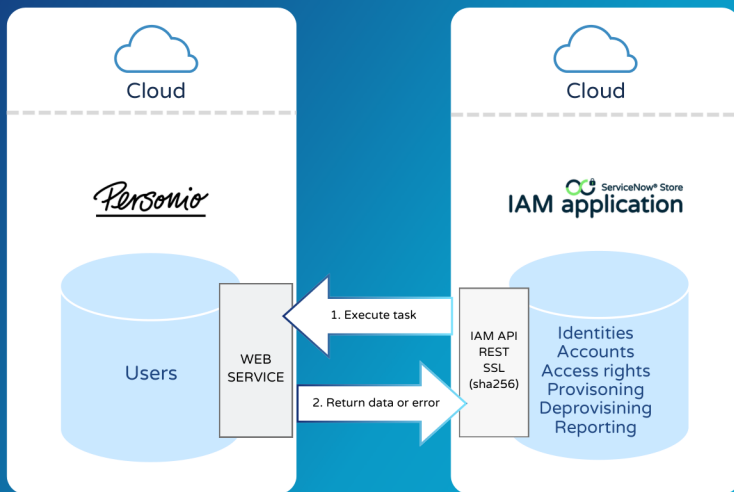 Cloud
Personio
Users
WEB
SERVICE
1. Execute task
2. Return data or error
Cloud
ServiceNow® Store
IAM application
IAM API
REST
SSL
(sha256)
Identities
Accounts
Access rights
Provisoning
Deprovisining
Reporting